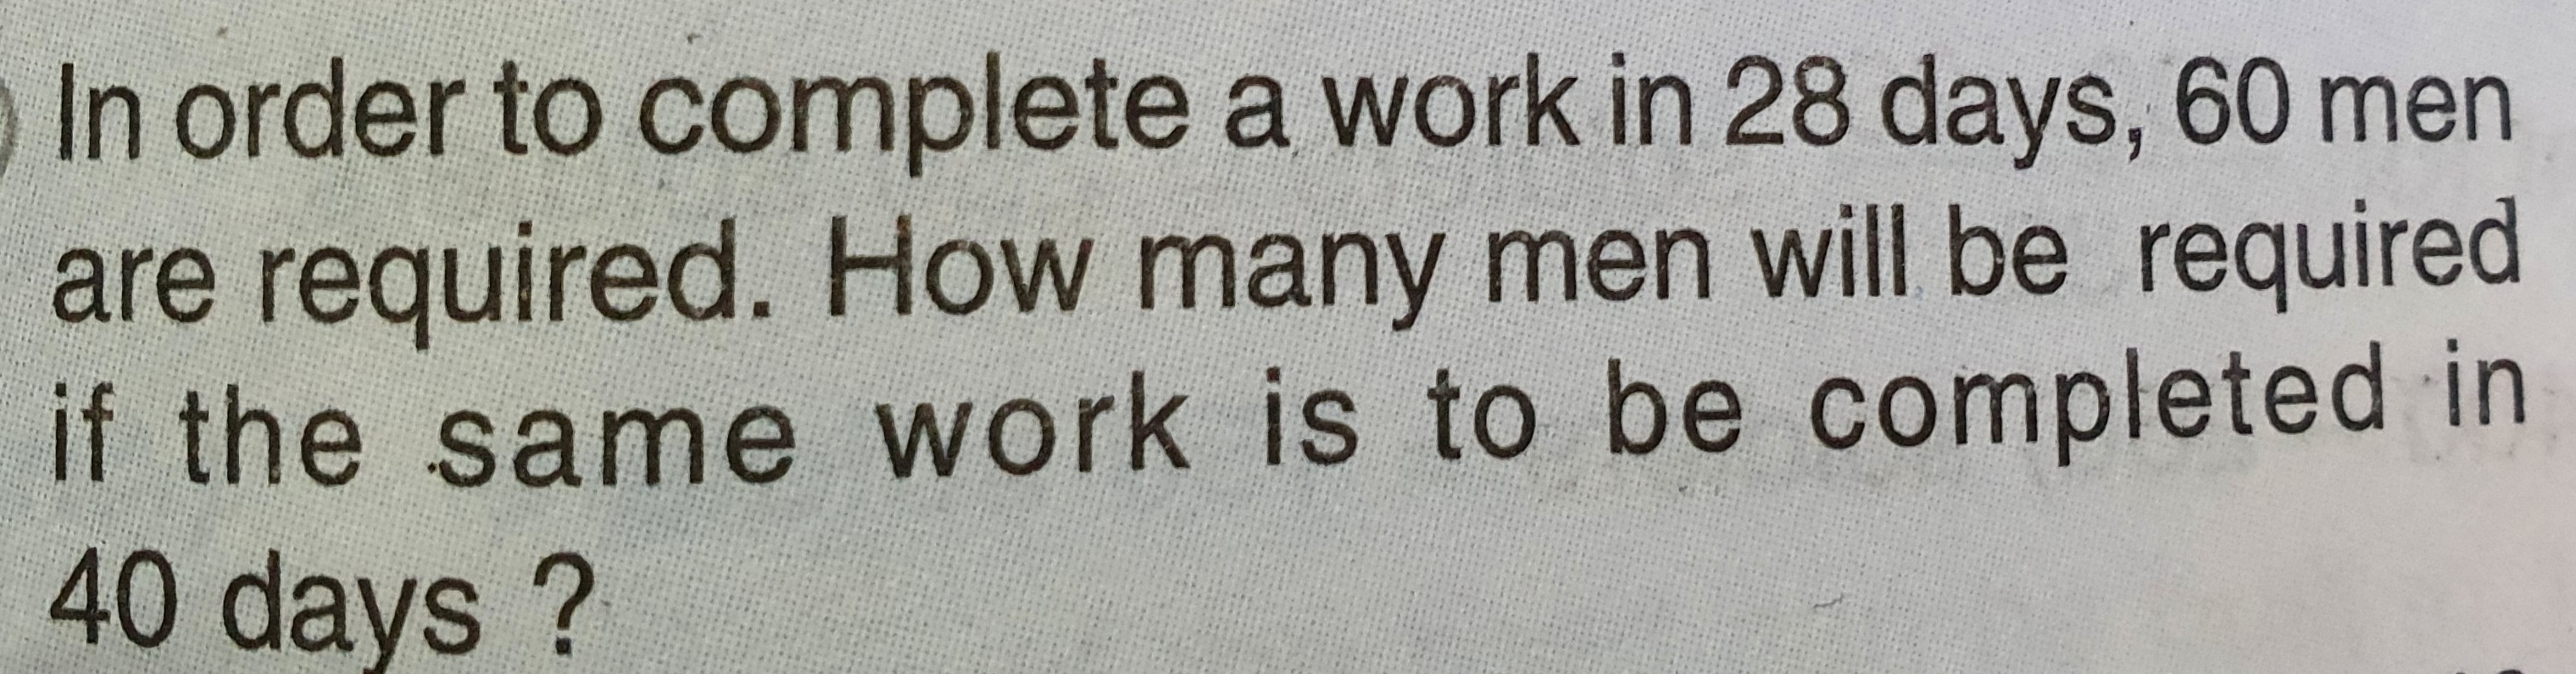 In order to complete a work in 28 days, 60 men
are required. How many men will be required
if the same work is to be completed in
40 days ?